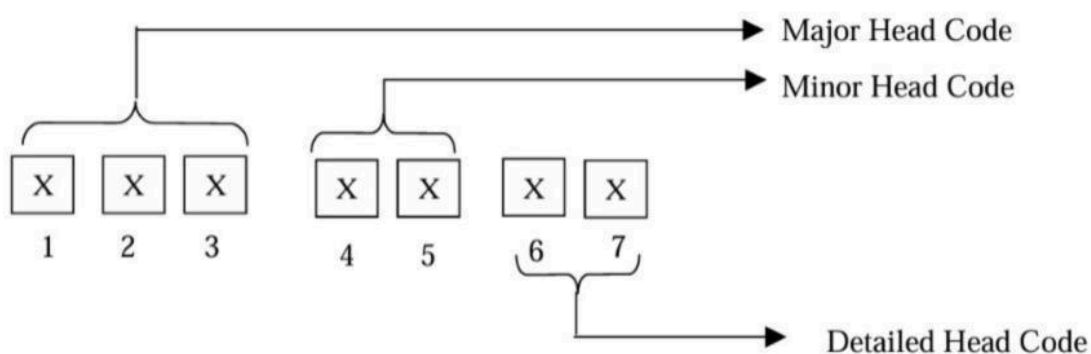 Major Head Code
Minor Head Code
X X X X X X X
1 2 3 4 5 6 7
Detailed Head Code